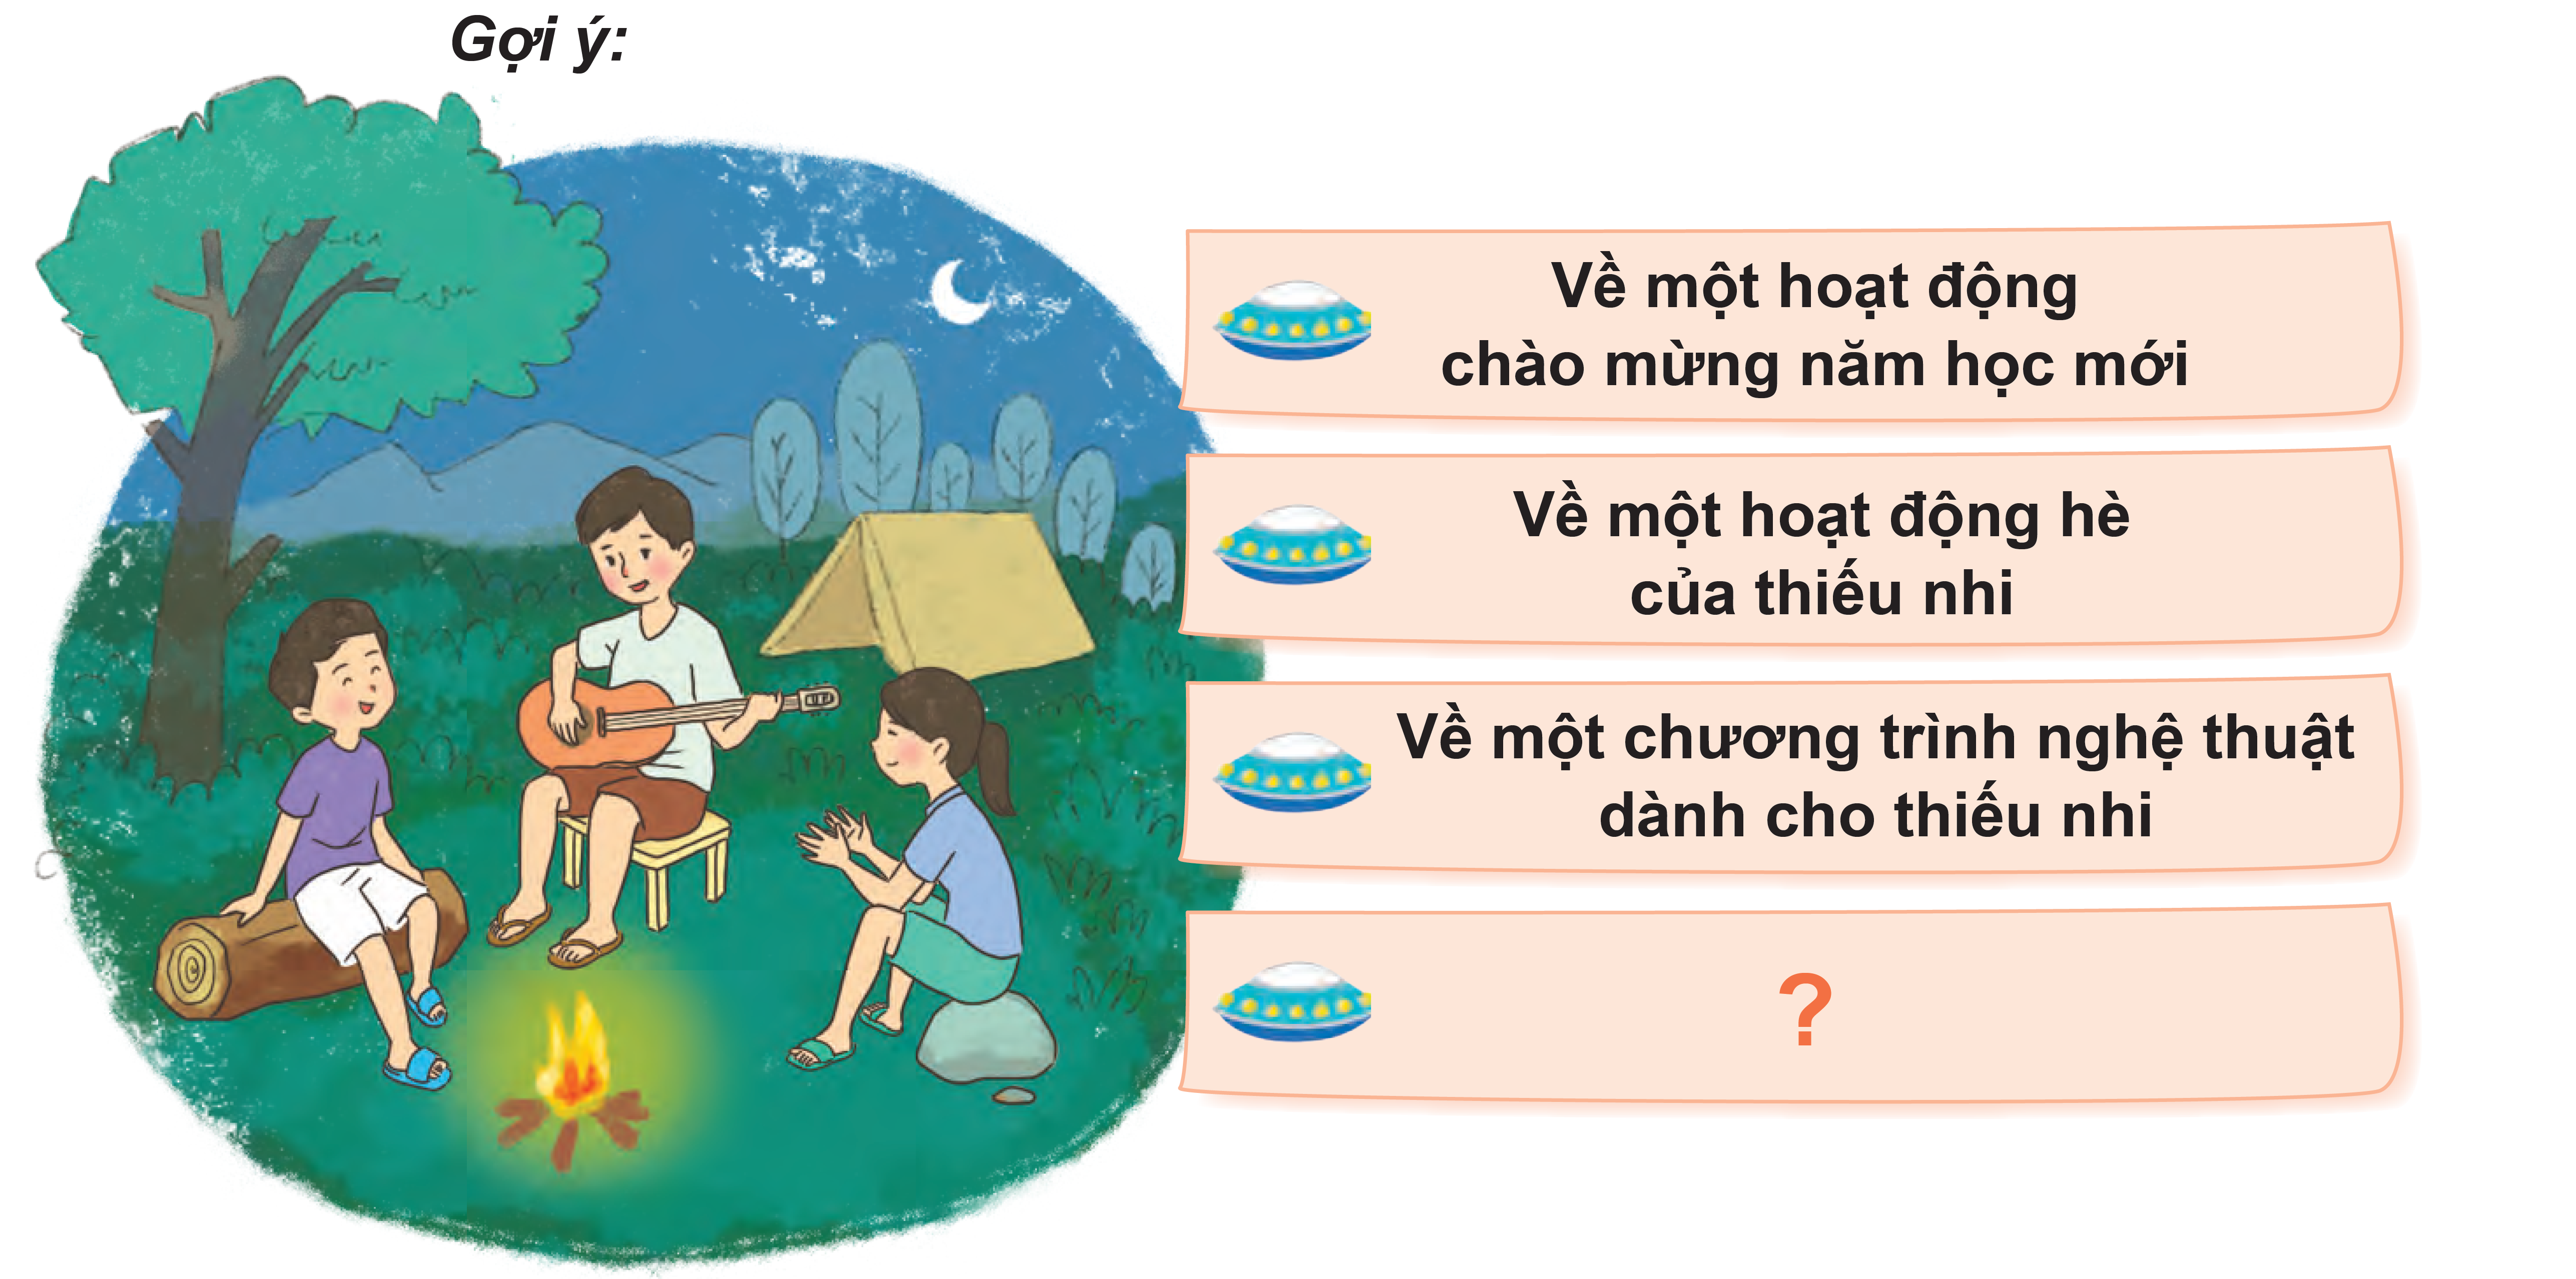 Gợi ý:
Về một hoạt động
chào mừng năm học mới
Về một hoạt động hè
của thiếu nhi
Về một chương trình nghệ thuật
dành cho thiếu nhi
?